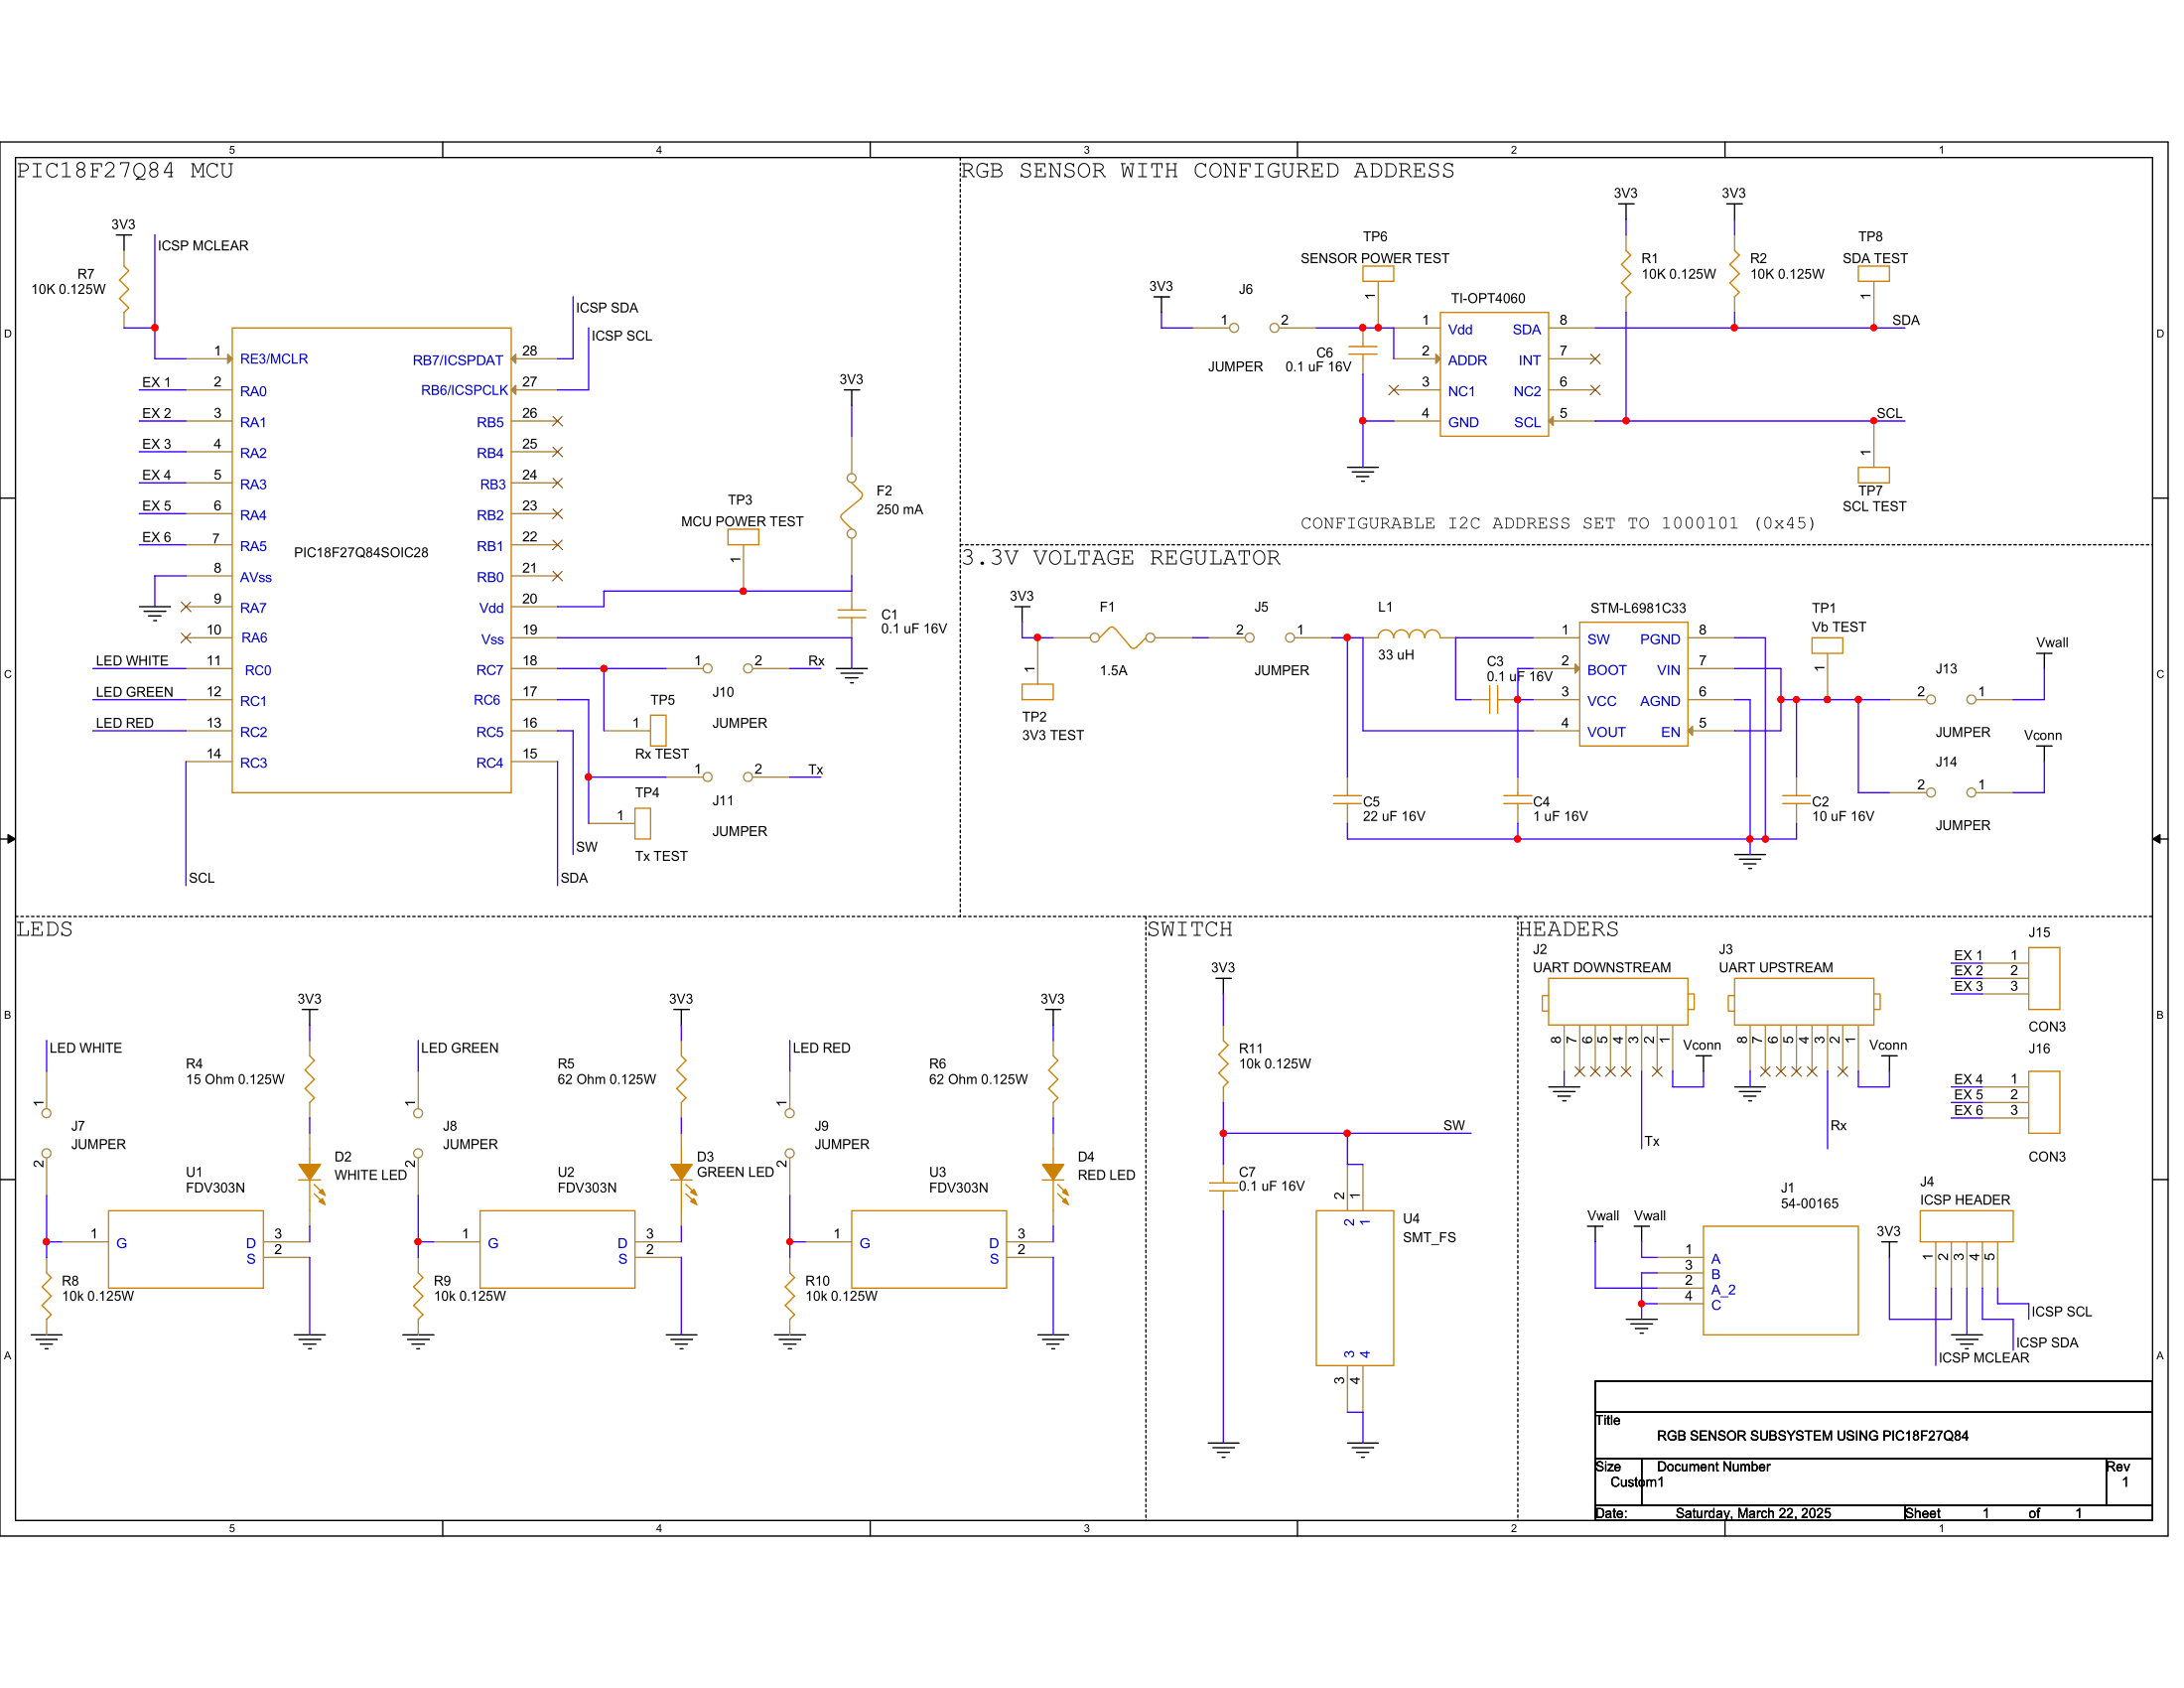 5 4 3 2 1
PIC18F27Q84 MCU
3V3
ICSP MCLEAR
R7
10K 0.125W
ICSP SDA
ICSP SCL
1 RE3/MCLR RB7/ICSPDAT 28
EX 1 2 RA0 RB6/ICSPCLK 27
EX 2 3 RA1 RB5 26
EX 3 4 RA2 RB4 25
EX 4 5 RA3 RB3 24
EX 5 6 RA4 RB2 23
EX 6 7 RA5 RB1 22
PIC18F27Q84SOIC28
8 AVss RB0 21
9 RA7 Vdd 20
10 RA6 Vss 19
LED WHITE 11 RC0 RC7 18
LED GREEN 12 RC1 RC6 17
LED RED 13 RC2 RC5 16
14 RC3 RC4 15
SCL
SDA
SW
3V3
F2
250 mA
TP3
MCU POWER TEST
1
C1
0.1 uF 16V
1 2 Rx
J10
JUMPER
TP5
1
Rx TEST
1 2 Tx
J11
JUMPER
TP4
1
Tx TEST
RGB SENSOR WITH CONFIGURED ADDRESS
3V3
J6
1 2
JUMPER
TP6
SENSOR POWER TEST
1
C6
0.1 uF 16V
TI-OPT4060
1 Vdd SDA 8
2 ADDR INT 7
3 NC1 NC2 6
4 GND SCL 5
3V3
R1
10K 0.125W
3V3
R2
10K 0.125W
TP8
SDA TEST
1
SDA
SCL
1
TP7
SCL TEST
CONFIGURABLE I2C ADDRESS SET TO 1000101 (0x45)
3.3V VOLTAGE REGULATOR
3V3
F1
1.5A
1
TP2
3V3 TEST
J5
2 1
JUMPER
L1
33 uH
C3
0.1 uF 16V
STM-L6981C33
1 SW PGND 8
2 BOOT VIN 7
3 VCC AGND 6
4 VOUT EN 5
TP1
Vb TEST
1
J13
2 1
JUMPER
Vwall
Vconn
J14
2 1
JUMPER
C5
22 uF 16V
C4
1 uF 16V
C2
10 uF 16V
LEDS
3V3
LED WHITE
R4
15 Ohm 0.125W
1
J7
JUMPER
2
D2
WHITE LED
U1
FDV303N
1 G D 3
S 2
R8
10k 0.125W
3V3
LED GREEN
R5
62 Ohm 0.125W
1
J8
JUMPER
2
D3
GREEN LED
U2
FDV303N
1 G D 3
S 2
R9
10k 0.125W
3V3
LED RED
R6
62 Ohm 0.125W
1
J9
JUMPER
2
D4
RED LED
U3
FDV303N
1 G D 3
S 2
R10
10k 0.125W
SWITCH
3V3
R11
10k 0.125W
SW
C7
0.1 uF 16V
2 1
2 1
U4
SMT_FS
3 4
3 4
HEADERS
J2
UART DOWNSTREAM
8 7 6 5 4 3 2 1
Vconn
Tx
J3
UART UPSTREAM
8 7 6 5 4 3 2 1
Vconn
Rx
J15
EX 1 1
EX 2 2
EX 3 3
CON3
J16
EX 4 1
EX 5 2
EX 6 3
CON3
J1
54-00165
Vwall Vwall
1 A
3 B
2 A_2
4 C
J4
ICSP HEADER
3V3
1 2 3 4 5
ICSP SCL
ICSP SDA
ICSP MCLEAR
Title
RGB SENSOR SUBSYSTEM USING PIC18F27Q84
Size Document Number Rev
Custom1 1
Date: Saturday, March 22, 2025 Sheet 1 of 1
5 4 3 2 1
D C B A
D C B A